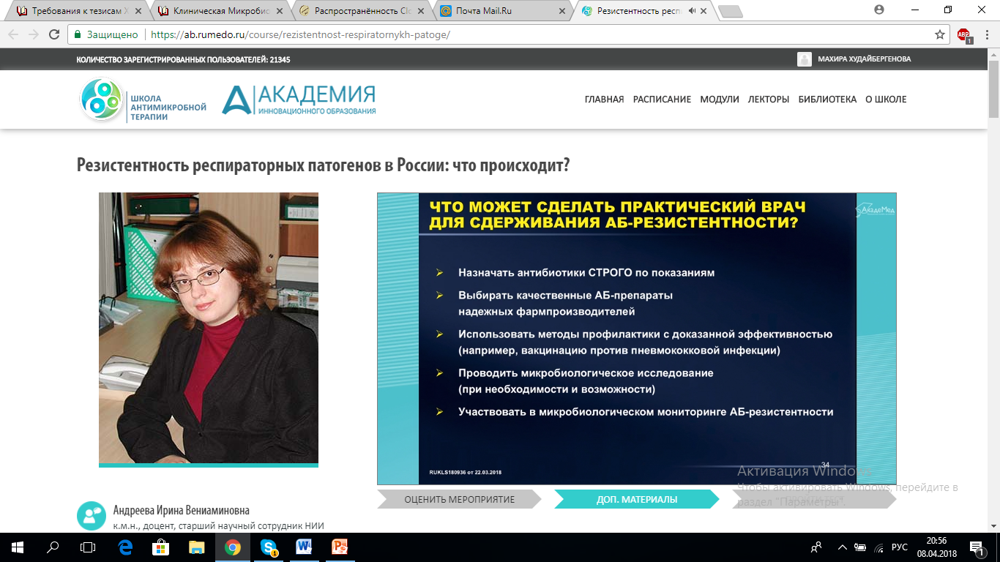 Требования к тезисам X
Клиническая Микробис
Распространённость Clo
Почта Mail.Ru
Резистентность респ
Защищено
https://ab.rumedo.ru/course/rezistentnost-respiratornykh-patoge/
ABP
1
КОЛИЧЕСТВО ЗАРЕГИСТРИРОВАННЫХ ПОЛЬЗОВАТЕЛЕЙ: 21345
МАХИРА ХУДАЙБЕРГЕНОВА
ШКОЛА
АНТИМИКРОБНОЙ
ТЕРАПИИ
АКАДЕМИЯ
ИННОВАЦИОННОГО ОБРАЗОВАНИЯ
ГЛАВНАЯ РАСПИСАНИЕ МОДУЛИ ЛЕКТОРЫ БИБЛИОТЕКА О ШКОЛЕ
Резистентность респираторных патогенов в России: что происходит?
ЧТО МОЖЕТ СДЕЛАТЬ ПРАКТИЧЕСКИЙ ВРАЧ
ДЛЯ СДЕРЖИВАНИЯ АБ-РЕЗИСТЕНТНОСТИ?
АкадеМед
Назначать антибиотики СТРОГО по показаниям
Выбирать качественные АБ-препараты
надежных фармпроизводителей
Использовать методы профилактики с доказанной эффективностью
(например, вакцинацию против пневмококковой инфекции)
Проводить микробиологическое исследование
(при необходимости и возможности)
Участвовать в микробиологическом мониторинге АБ-резистентности
34
RUKLS180936 от 22.03.2018
Активация Windows
Чтобы активировать Windows, перейдите в
раздел "Параметры".
ОЦЕНИТЬ МЕРОПРИЯТИЕ
ДОП. МАТЕРИАЛЫ
Андреева Ирина Вениаминовна
к.м.н., доцент, старший научный сотрудник НИИ
1
РУС
20:56
08.04.2018
1